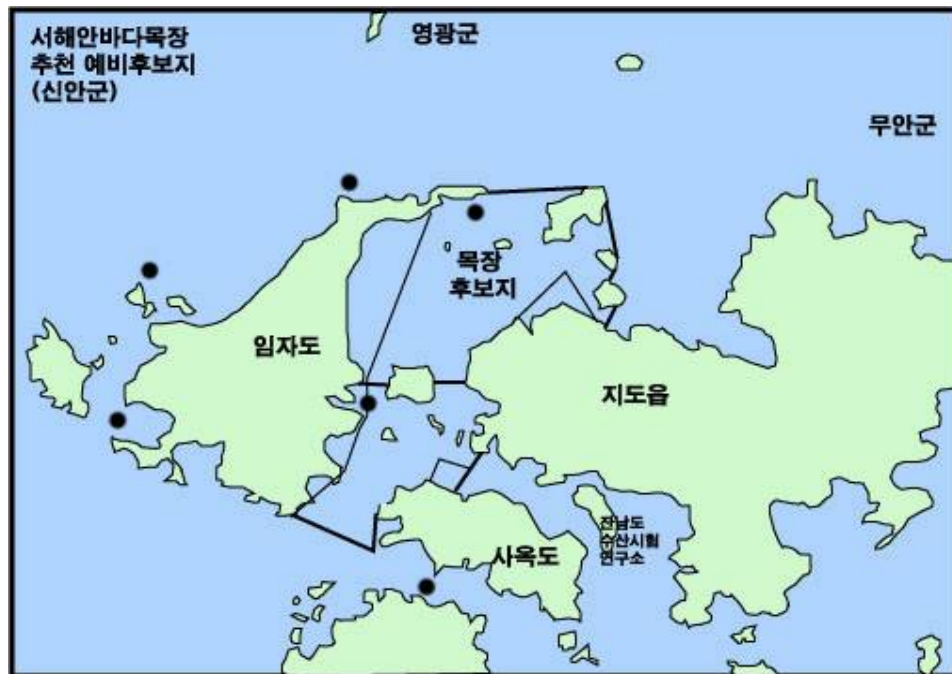 서해안바다목장
추천 예비후보지
(신안군)
영광군
무안군
목장
후보지
임자도
지도읍
전남도
수산시험
연구소
사옥도